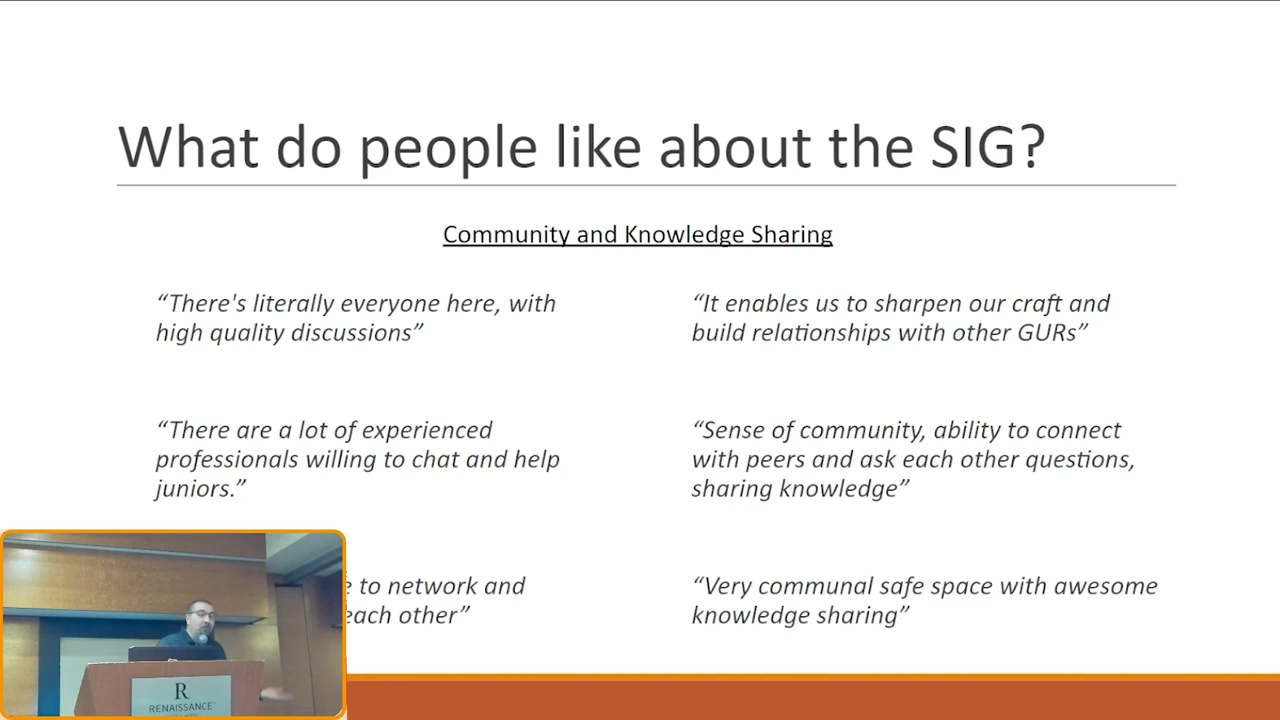 What do people like about the SIG?
Community and Knowledge Sharing
“There's literally everyone here, with
high quality discussions”
“It enables us to sharpen our craft and
build relationships with other GURs”
“There are a lot of experienced
professionals willing to chat and help
juniors.”
“Sense of community, ability to connect
with peers and ask each other questions,
sharing knowledge”
to network and
each other”
“Very communal safe space with awesome
knowledge sharing”
R
RENAISSANCE